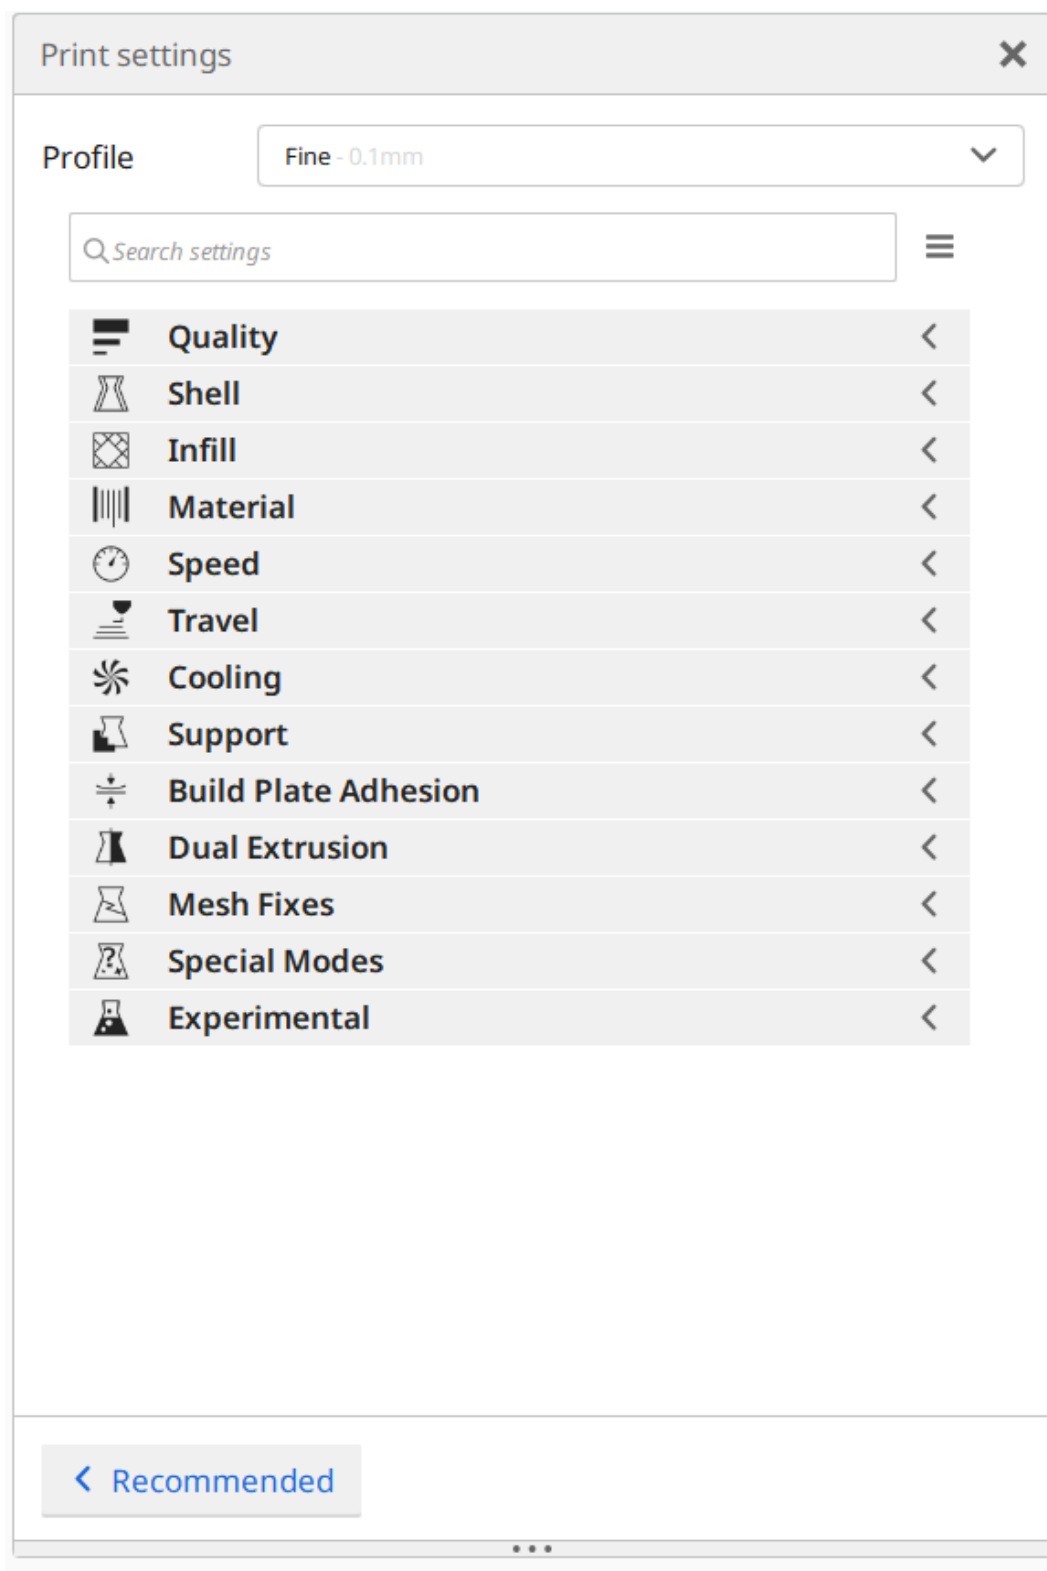 Print settings
Profile
Fine - 0.1mm
Search settings
Quality
Shell
Infill
Material
Speed
Travel
Cooling
Support
Build Plate Adhesion
Dual Extrusion
Mesh Fixes
Special Modes
Experimental
Recommended